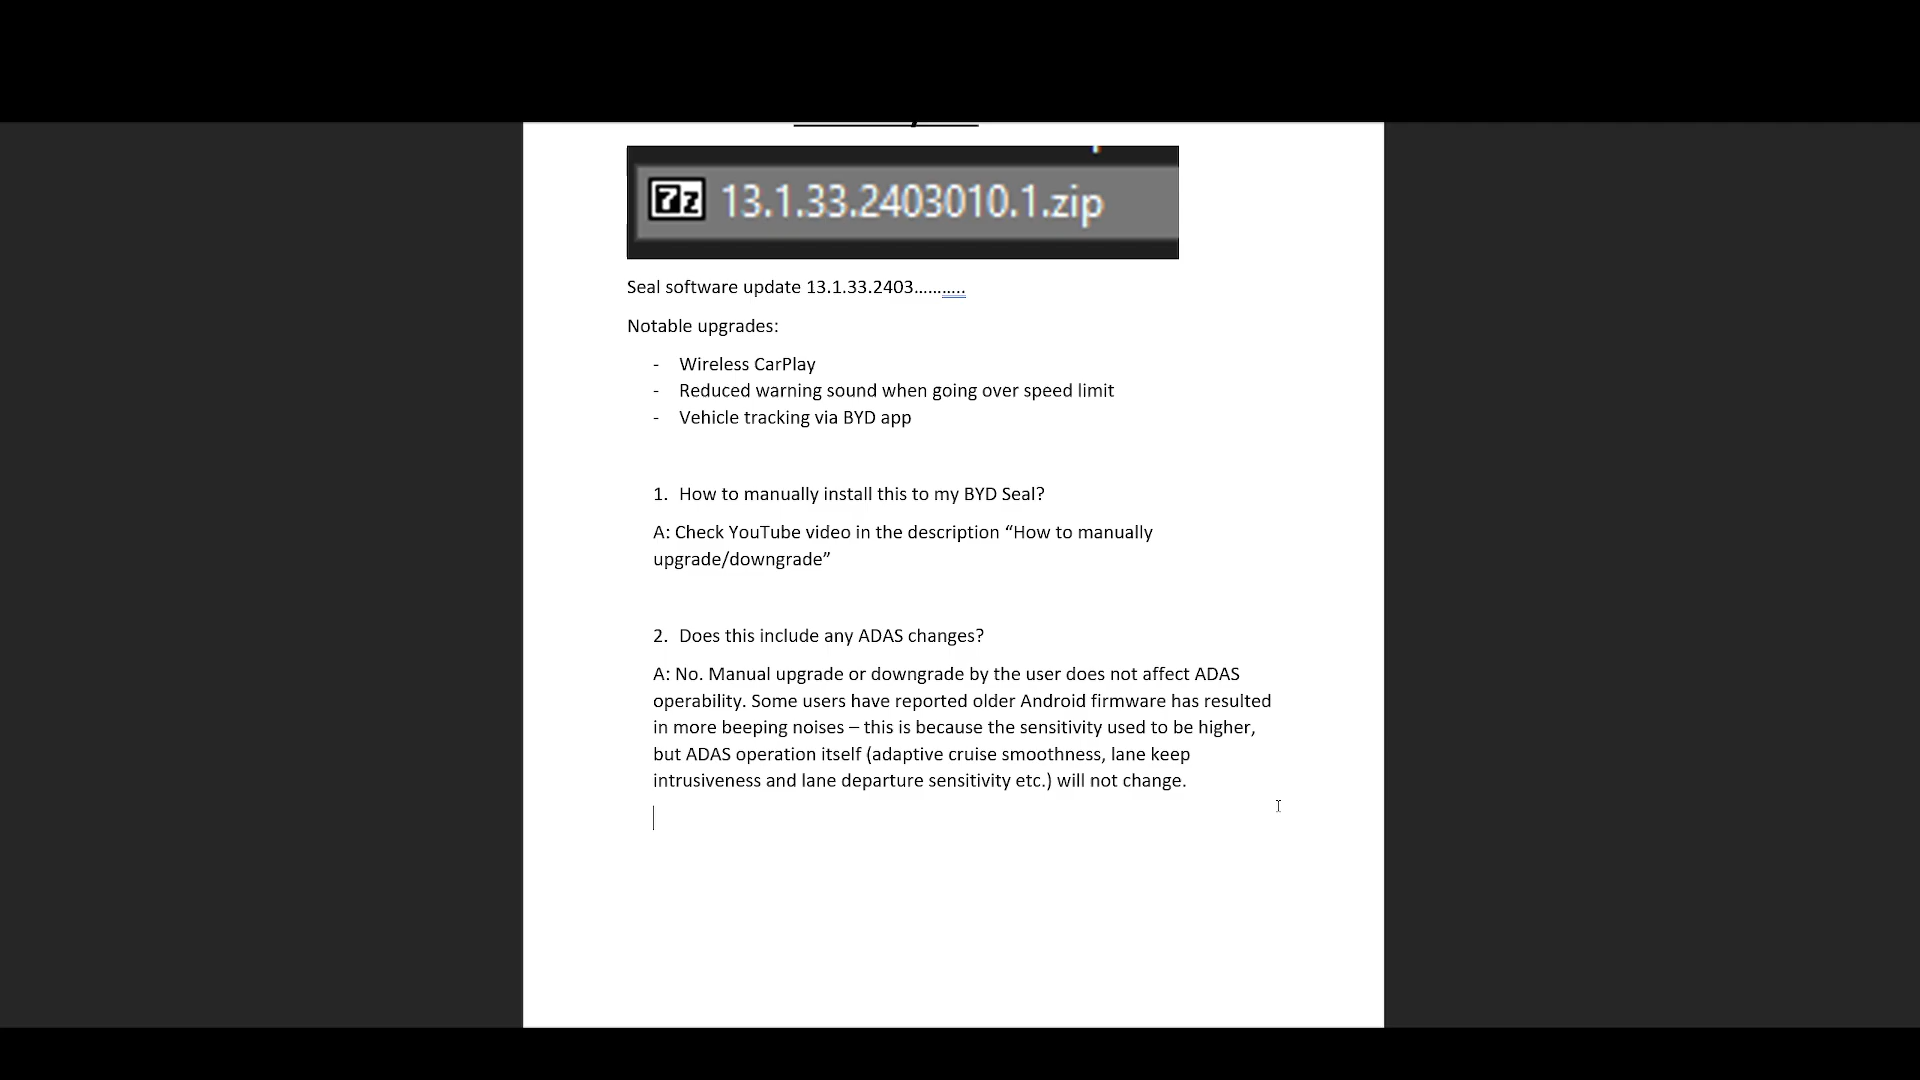 7z 13.1.33.2403010.1.zip
Seal software update 13.1.33.2403………..
Notable upgrades:
- Wireless CarPlay
- Reduced warning sound when going over speed limit
- Vehicle tracking via BYD app
1. How to manually install this to my BYD Seal?
A: Check YouTube video in the description “How to manually
upgrade/downgrade”
2. Does this include any ADAS changes?
A: No. Manual upgrade or downgrade by the user does not affect ADAS
operability. Some users have reported older Android firmware has resulted
in more beeping noises – this is because the sensitivity used to be higher,
but ADAS operation itself (adaptive cruise smoothness, lane keep
intrusiveness and lane departure sensitivity etc.) will not change.